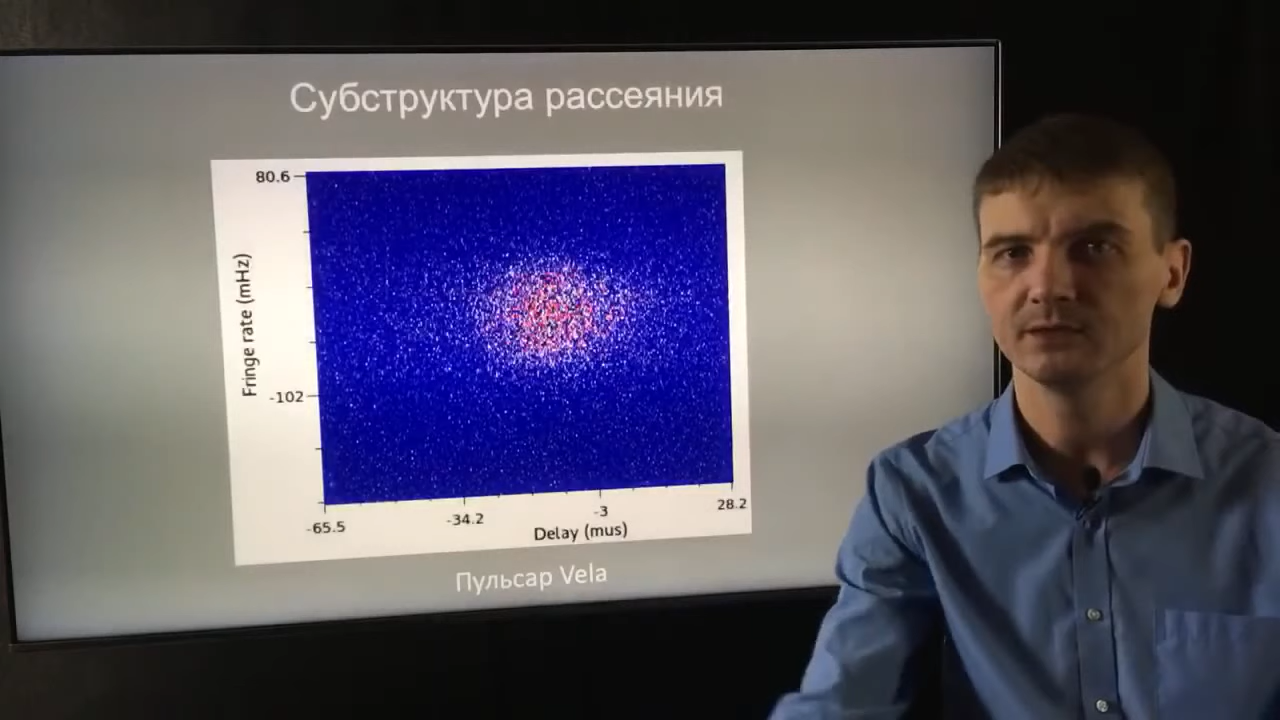 Субструктура рассеяния
80.6
Fringe rate (mHz)
-102
-65.5
-34.2
-3
28.2
Delay (mus)
Пульсар Vela